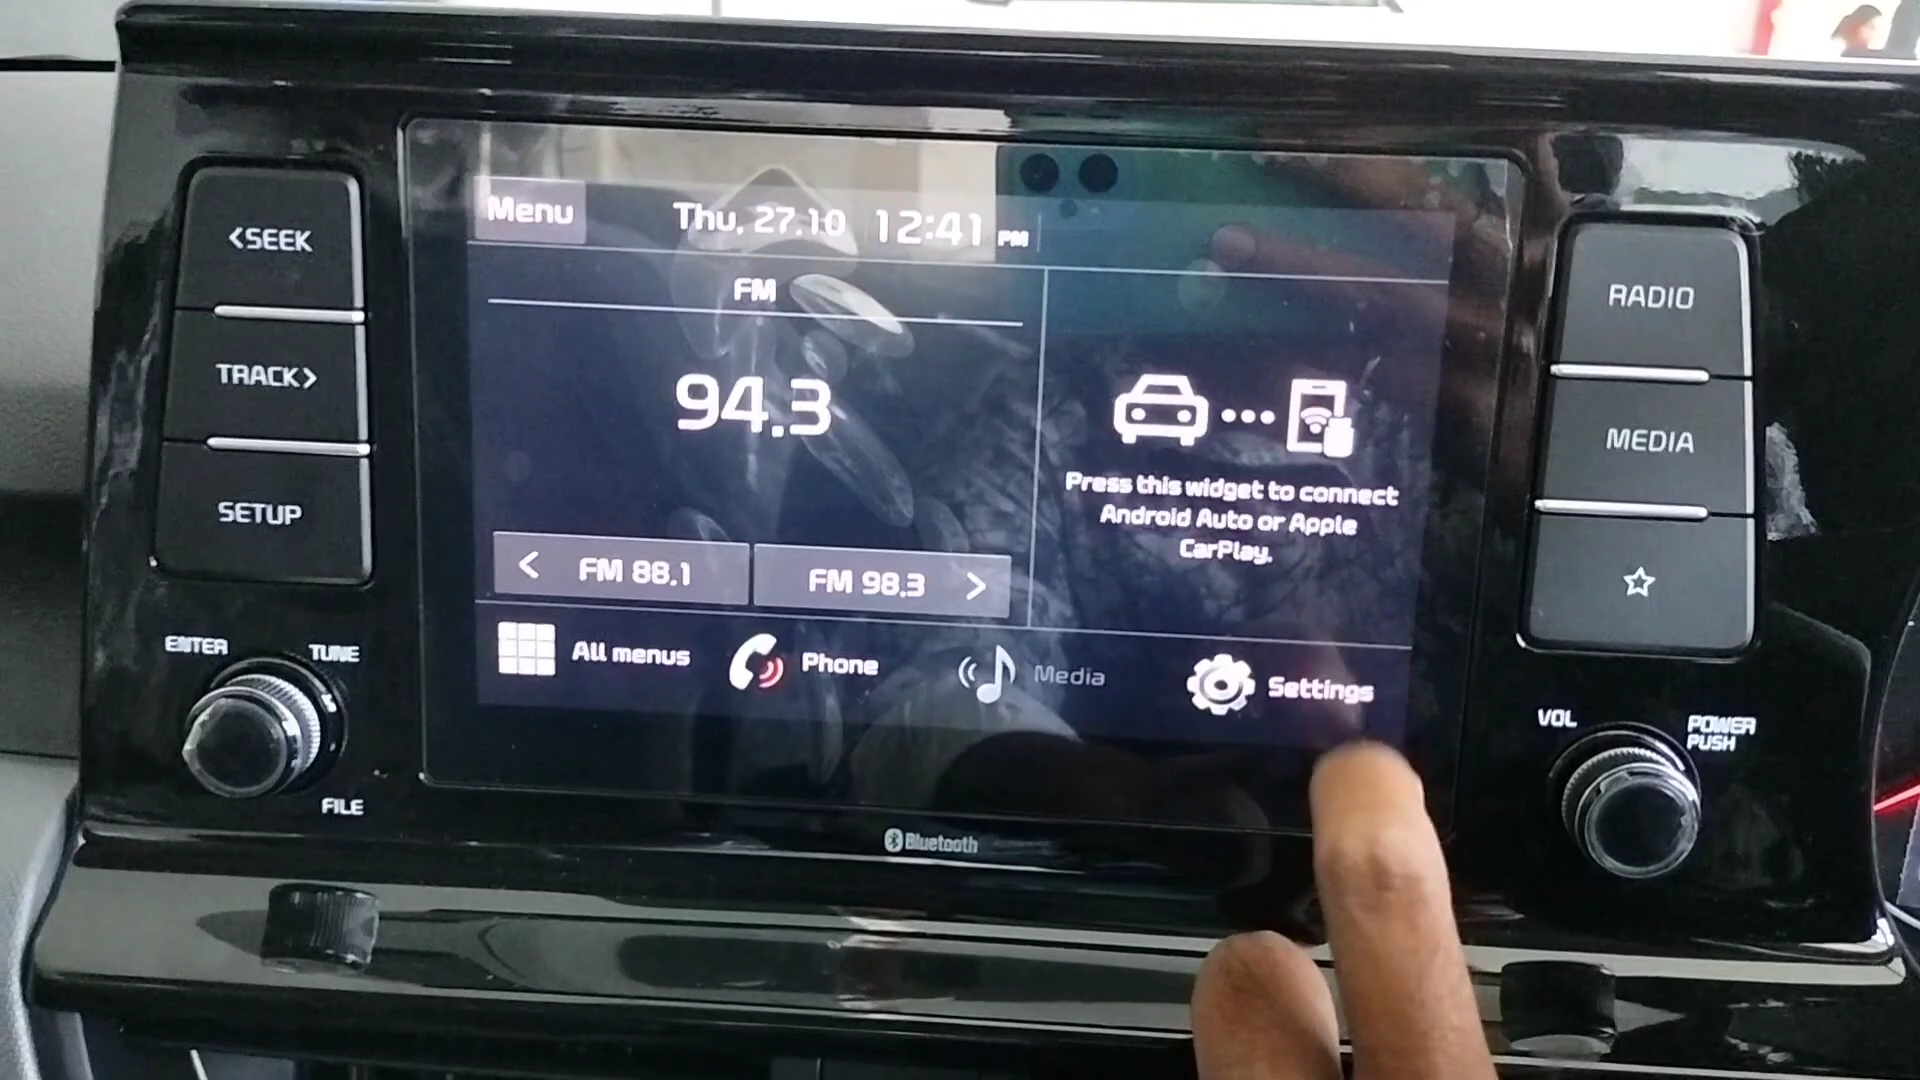 <SEEK
TRACK>
SETUP
ENTER
TUNE
FILE
Menu
Thu, 27.10 12:41 PM
FM
94.3
< FM 88.1
FM 98.3 >
Press this widget to connect
Android Auto or Apple
CarPlay.
All menus
Phone
Media
Settings
Bluetooth
RADIO
MEDIA
VOL
POWER
PUSH